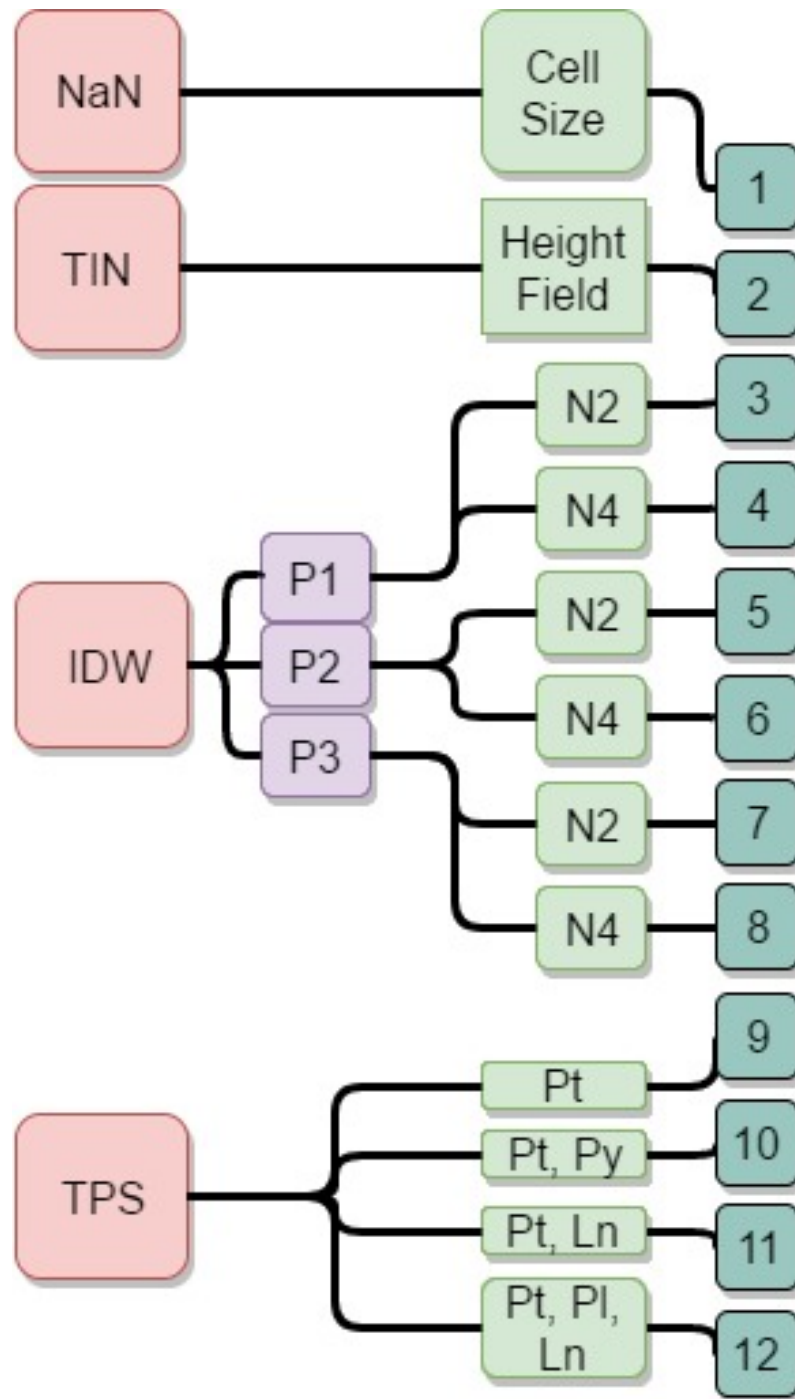 NaN
Cell
Size
1
TIN
Height
Field
2
N2
3
N4
4
P1
N2
5
IDW
P2
N4
6
P3
N2
7
N4
8
9
Pt
TPS
Pt, Py
10
Pt, Ln
11
Pt, Pl,
Ln
12